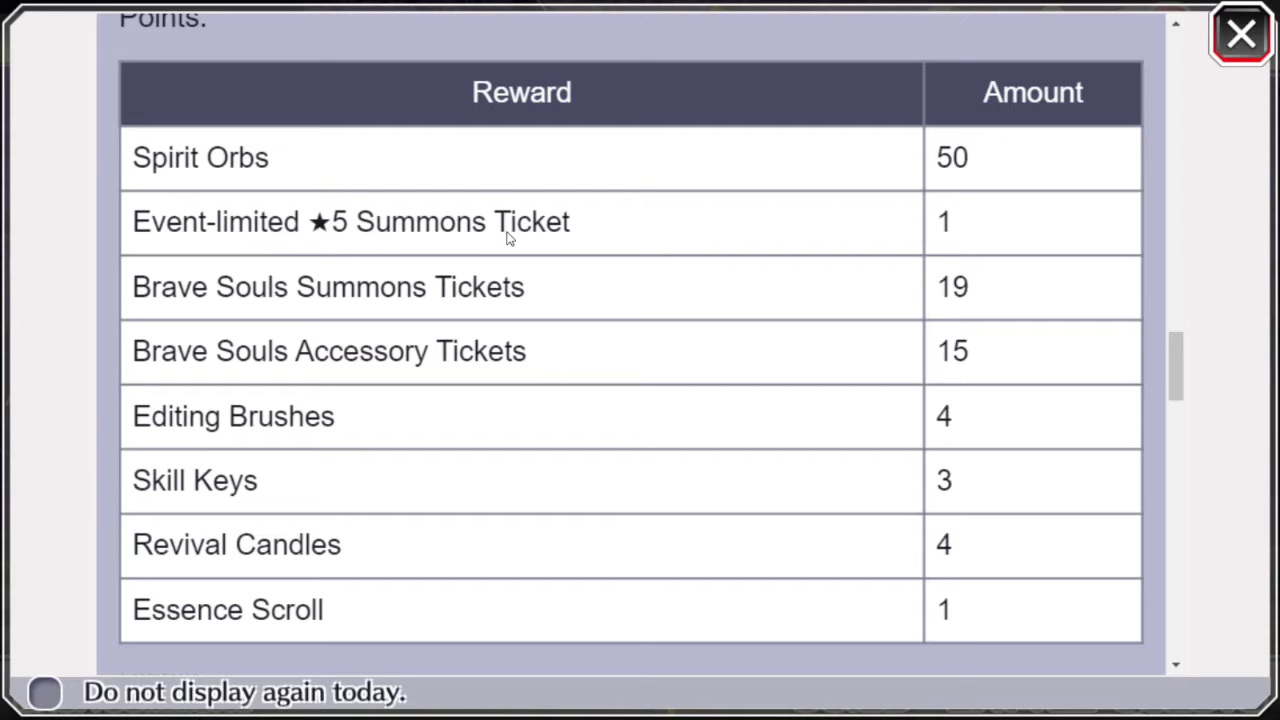 Points.
Reward Amount
Spirit Orbs 50
Event-limited ★5 Summons Ticket 1
Brave Souls Summons Tickets 19
Brave Souls Accessory Tickets 15
Editing Brushes 4
Skill Keys 3
Revival Candles 4
Essence Scroll 1
Do not display again today.